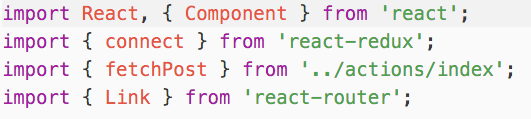 import React, { Component } from 'react';
import { connect } from 'react-redux';
import { fetchPost } from '../actions/index';
import { Link } from 'react-router';